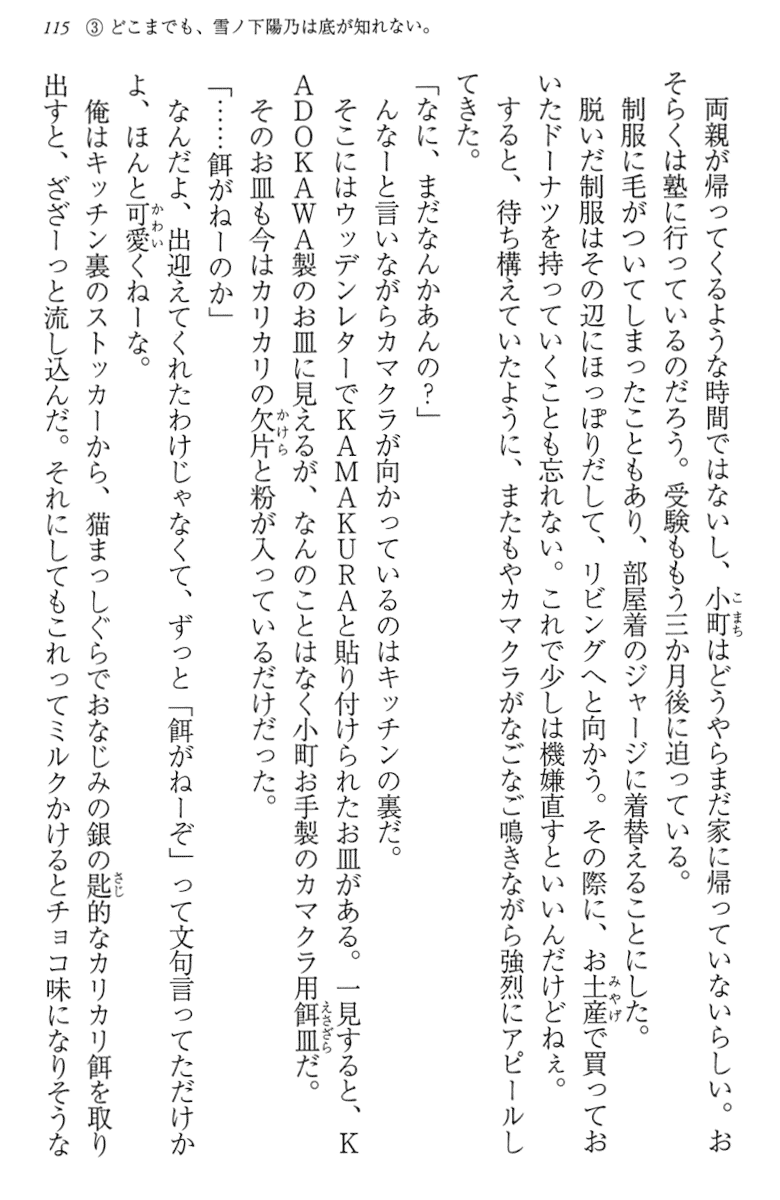 115 ③どこまでも、雪ノ下陽乃は底が知れない。
両親が帰ってくるような時間ではないし、小町はどうやらまだ家に帰っていないらしい。お
そらくは塾に行っているのだろう。受験ももう三か月後に迫っている。
制服に毛がついてしまったこともあり、部屋着のジャージに着替えることにした。
脱いだ制服はその辺にほっぽりだして、リビングへと向かう。その際に、お土産で買ってお
いたドーナツを持っていくことも忘れない。これで少しは機嫌直すといいんだけどねぇ。
すると、待ち構えていたように、またもやカマクラがなごなご鳴きながら強烈にアピールし
てきた。
「なに、まだなんかあんの?」
んなーと言いながらカマクラが向かっているのはキッチンの裏だ。
そこにはウッデンレターでKAMAKURAと貼り付けられたお皿がある。一見すると、K
ADOKAWA製のお皿に見えるが、なんのことはなく小町お手製のカマクラ用餌皿だ。
そのお皿も今はカリカリの欠片と粉が入っているだけだった。
「……餌がねーのか」
なんだよ、出迎えてくれたわけじゃなくて、ずっと「餌がねーぞ」って文句言ってただけか
よ、ほんと可愛くねーな。
俺はキッチン裏のストッカーから、猫まっしぐらでおなじみの銀の匙的なカリカリ餌を取り
出すと、ざざーっと流し込んだ。それにしてもこれってミルクかけるとチョコ味になりそうな